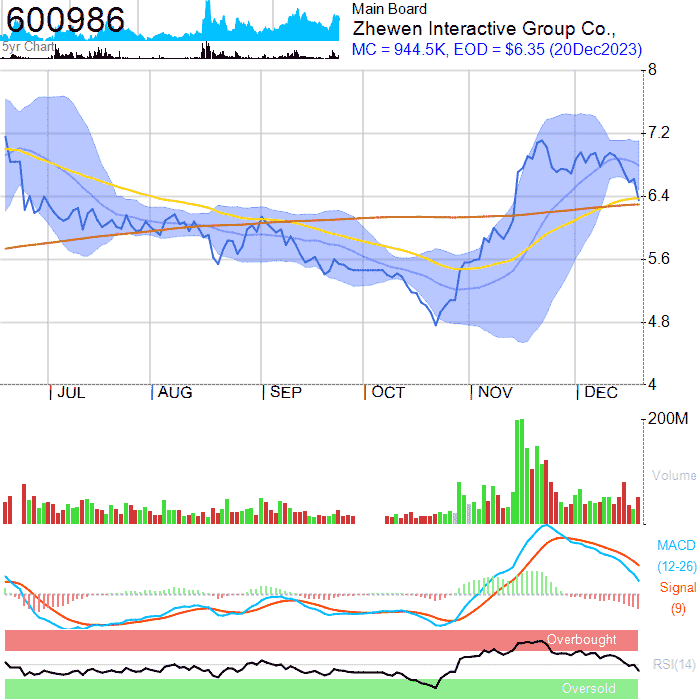 600986
5yr Chart
Main Board
Zhewen Interactive Group Co.,
MC = 944.5K, EOD = $6.35 (20Dec2023)
8
7.2
6.4
5.6
4.8
4
JUL AUG SEP OCT NOV DEC
200M
Volume
MACD
(12-26)
Signal
(9)
Overbought
RSI(14)
Oversold